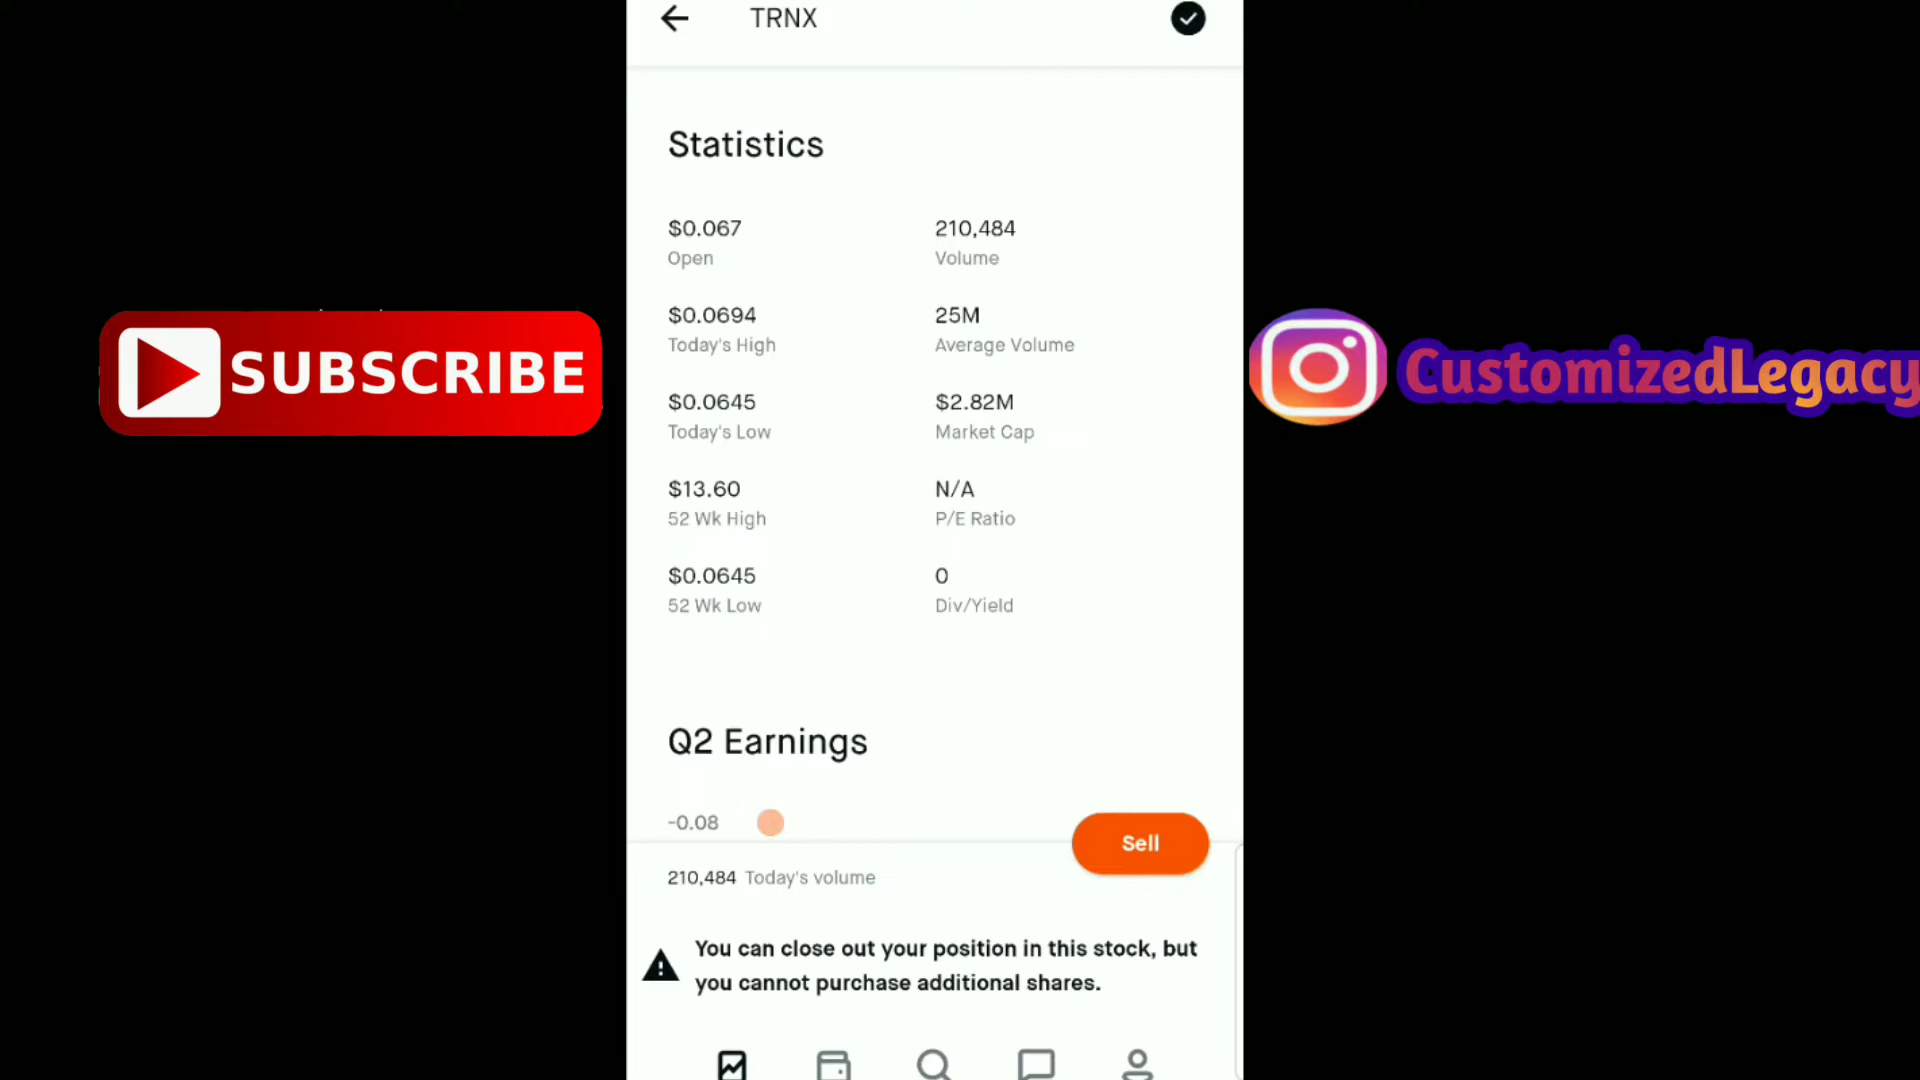 TRNX
Statistics
$0.067
Open
210,484
Volume
$0.0694
Today's High
25M
Average Volume
$0.0645
Today's Low
$2.82M
Market Cap
$13.60
52 Wk High
N/A
P/E Ratio
$0.0645
52 Wk Low
0
Div/Yield
SUBSCRIBE
CustomizedLegacy
Q2 Earnings
-0.08
Sell
210,484 Today's volume
You can close out your position in this stock, but
you cannot purchase additional shares.